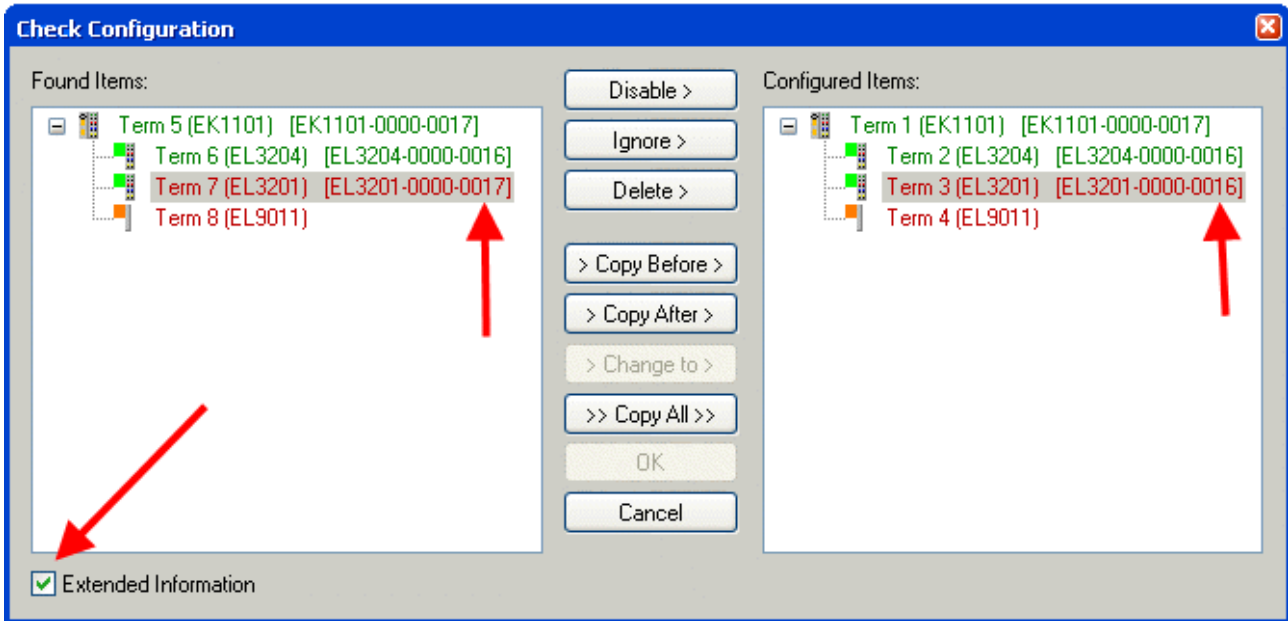 Check Configuration
Found Items:
Term 5 (EK1101) [EK1101-0000-0017]
Term 6 (EL3204) [EL3204-0000-0016]
Term 7 (EL3201) [EL3201-0000-0017]
Term 8 (EL9011)
Disable >
Ignore >
Delete >
> Copy Before >
> Copy After >
> Change to >
>> Copy All >>
OK
Cancel
Configured Items:
Term 1 (EK1101) [EK1101-0000-0017]
Term 2 (EL3204) [EL3204-0000-0016]
Term 3 (EL3201) [EL3201-0000-0016]
Term 4 (EL9011)
Extended Information